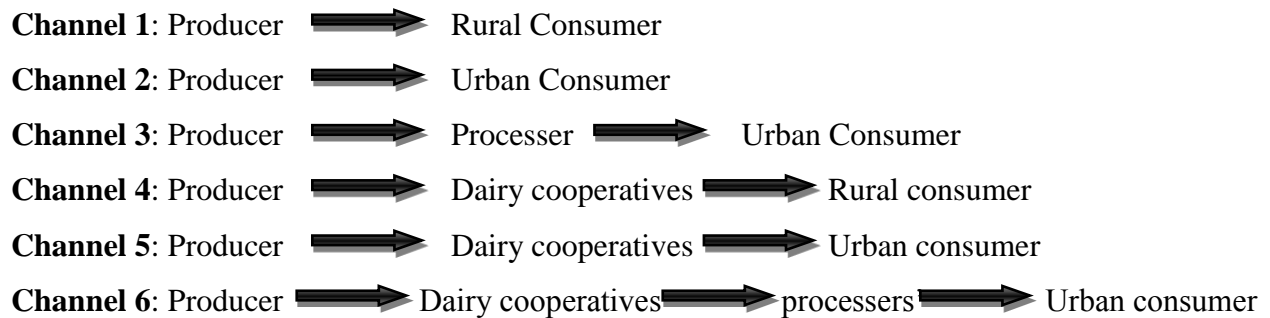 Channel 1: Producer Rural Consumer
Channel 2: Producer Urban Consumer
Channel 3: Producer Processer Urban Consumer
Channel 4: Producer Dairy cooperatives Rural consumer
Channel 5: Producer Dairy cooperatives Urban consumer
Channel 6: Producer Dairy cooperatives processers Urban consumer